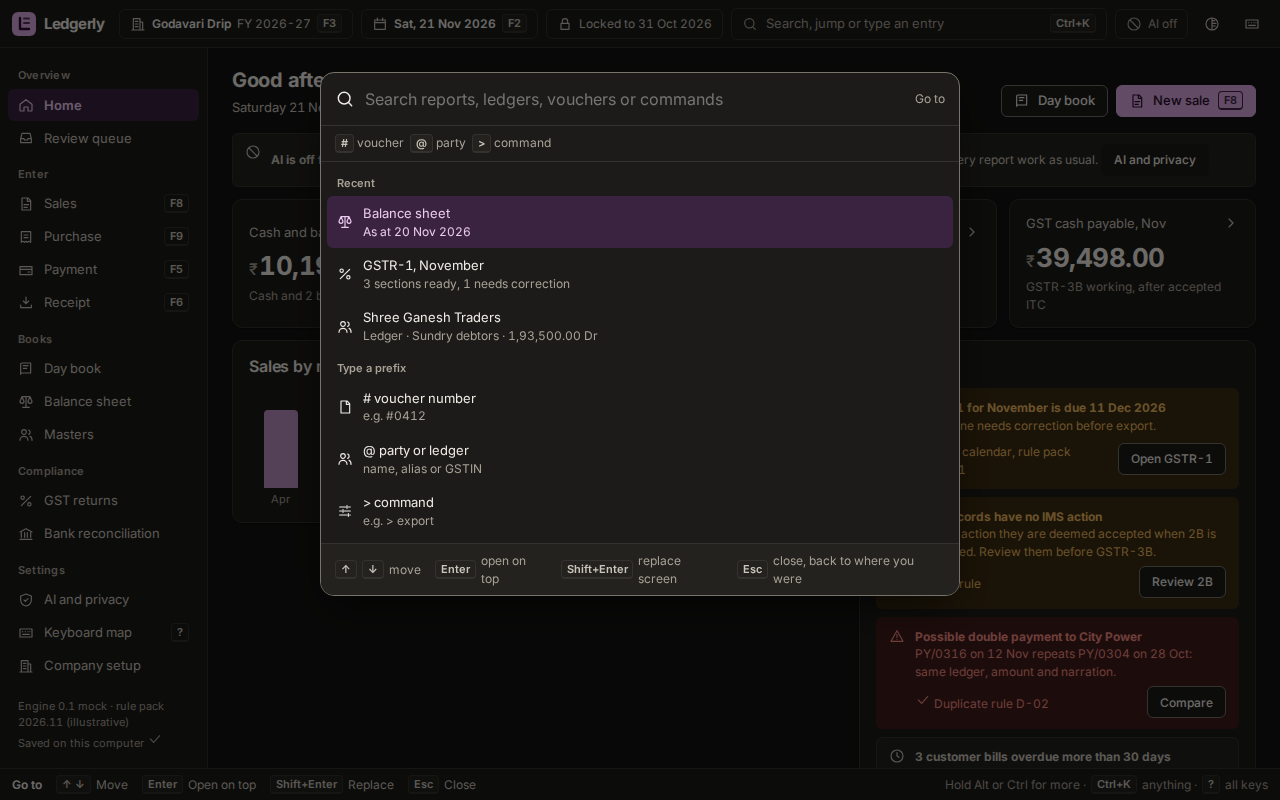 Ledgerly
Godavari Drip FY 2026-27 F3
Sat, 21 Nov 2026 F2
Locked to 31 Oct 2026
Search, jump or type an entry Ctrl+K
AI off
Overview
Home
Review queue
Enter
Sales F8
Purchase F9
Payment F5
Receipt F6
Books
Day book
Balance sheet
Masters
Compliance
GST returns
Bank reconciliation
Settings
AI and privacy
Keyboard map ?
Company setup
Engine 0.1 mock · rule pack
2026.11 (illustrative)
Saved on this computer
Good
Saturday 21
Day book
New sale F8
AI is off
report work as usual.
AI and privacy
Cash and
₹10,19
Cash and 2
GST cash payable, Nov
₹39,498.00
GSTR-3B working, after accepted
ITC
Sales by
Apr
Search reports, ledgers, vouchers or commands
Go to
# voucher @ party > command
Recent
Balance sheet
As at 20 Nov 2026
GSTR-1, November
3 sections ready, 1 needs correction
Shree Ganesh Traders
Ledger · Sundry debtors · 1,93,500.00 Dr
Type a prefix
# voucher number
e.g. #0412
@ party or ledger
name, alias or GSTIN
> command
e.g. > export
↑ ↓ move Enter open on top Shift+Enter replace screen Esc close, back to where you were
for November is due 11 Dec 2026
needs correction before export.
calendar, rule pack
Open GSTR-1
have no IMS action
action they are deemed accepted when 2B is
Review them before GSTR-3B.
rule
Review 2B
Possible double payment to City Power
PY/0316 on 12 Nov repeats PY/0304 on 28 Oct:
same ledger, amount and narration.
Duplicate rule D-02
Compare
3 customer bills overdue more than 30 days
Go to ↑ ↓ Move Enter Open on top Shift+Enter Replace Esc Close
Hold Alt or Ctrl for more · Ctrl+K anything · ? all keys